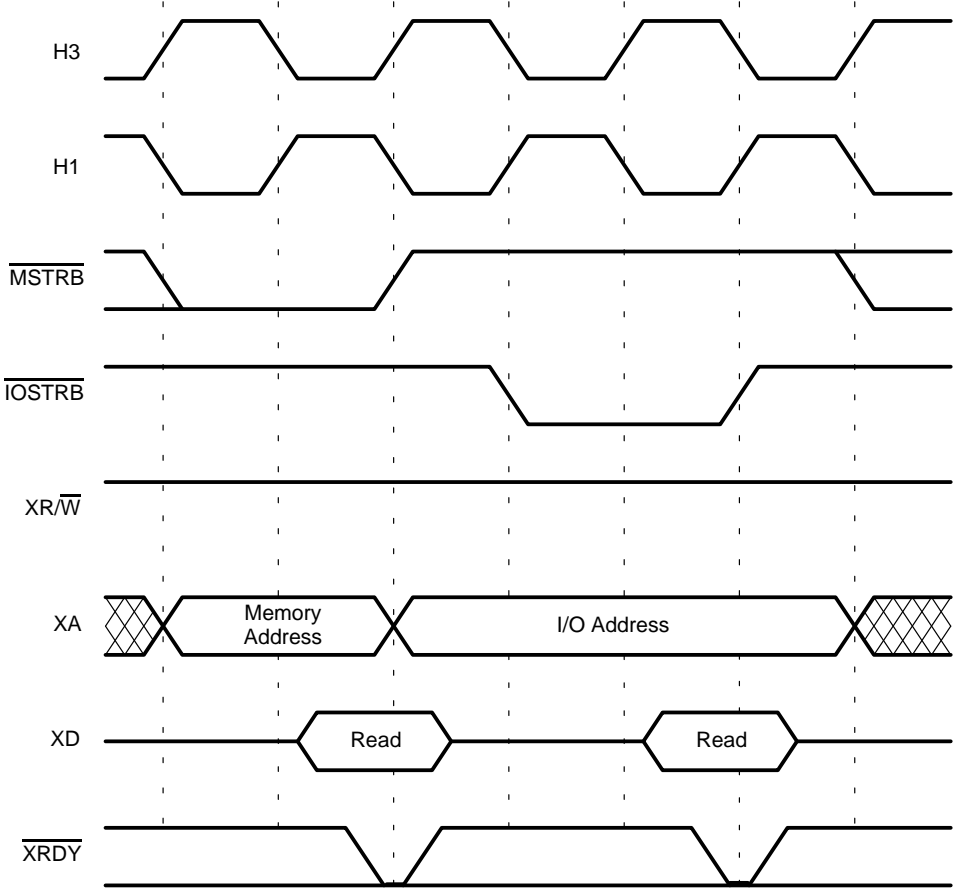 H3
H1
MSTRB
IOSTRB
XR/W
XA
Memory
Address
I/O Address
XD
Read
Read
XRDY